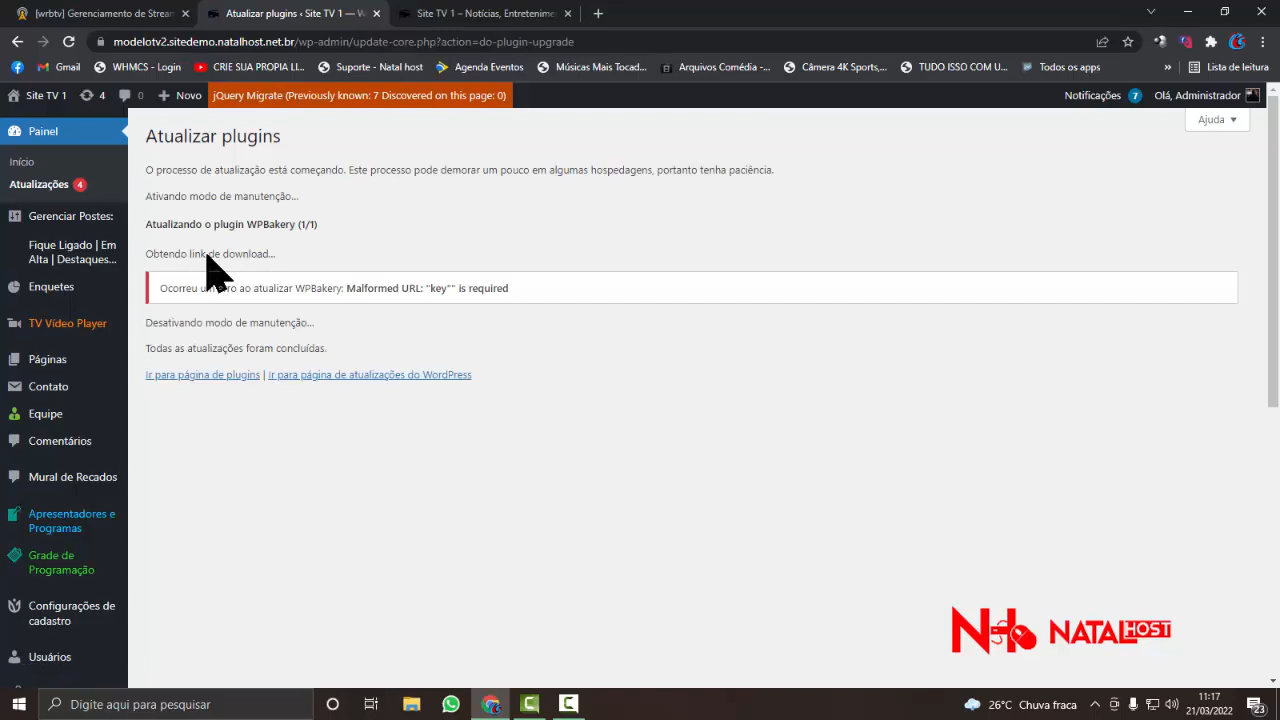 (wrbtv) Gerenciamento de Stream
Atualizar plugins ‹ Site TV 1 — W
Site TV 1 – Notícias, Entretenime
modelotv2.sitedemo.natalhost.net.br/wp-admin/update-core.php?action=do-plugin-upgrade
Gmail
WHMCS - Login
CRIE SUA PROPIA LI...
Suporte - Natal host
Agenda Eventos
Músicas Mais Tocad...
Arquivos Comédia -...
Câmera 4K Sports,...
TUDO ISSO COM U...
Todos os apps
»
Lista de leitura
Site TV 1
4
0
Novo
jQuery Migrate (Previously known: 7 Discovered on this page: 0)
Notificações 7
Olá, Administrador
Painel
Início
Atualizações 4
Gerenciar Postes:
Fique Ligado | Em
Alta | Destaques...
Enquetes
TV Vídeo Player
Páginas
Contato
Equipe
Comentários
Mural de Recados
Apresentadores e
Programas
Grade de
Programação
Configurações de
cadastro
Usuários
Ajuda
Atualizar plugins
O processo de atualização está começando. Este processo pode demorar um pouco em algumas hospedagens, portanto tenha paciência.
Ativando modo de manutenção...
Atualizando o plugin WPBakery (1/1)
Obtendo link de download...
Ocorreu um erro ao atualizar WPBakery: Malformed URL: "key"" is required
Desativando modo de manutenção...
Todas as atualizações foram concluídas.
Ir para página de plugins | Ir para página de atualizações do WordPress
NH NATALHOST
Digite aqui para pesquisar
26°C Chuva fraca
11:17
21/03/2022
23